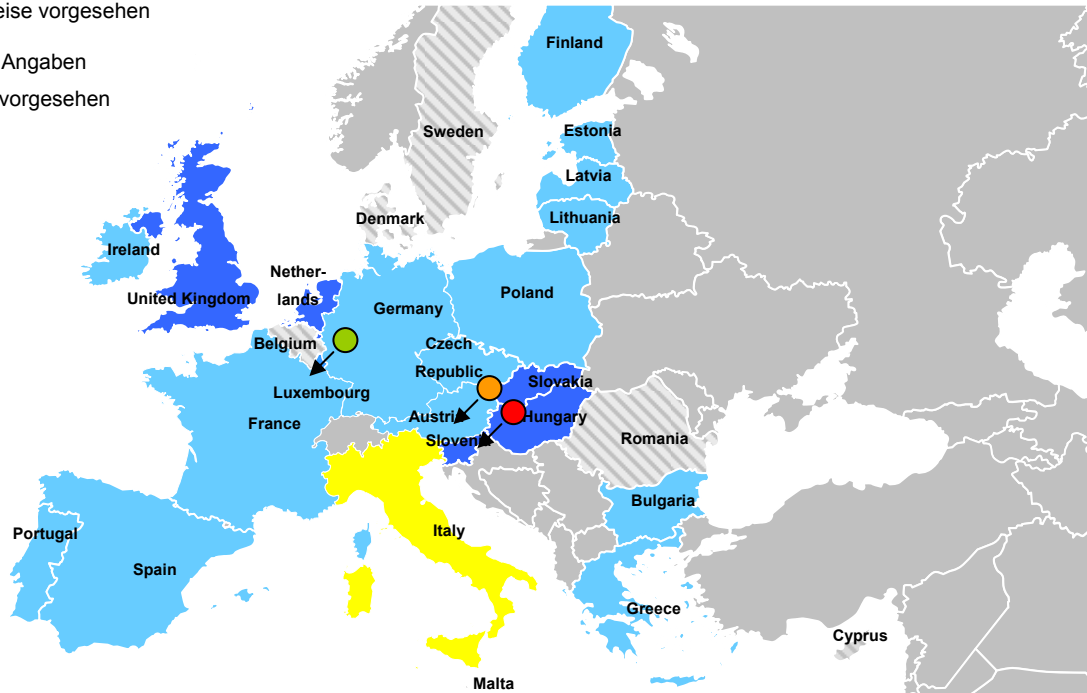 eise vorgesehen
Angaben
vorgesehen
Finland
Sweden
Estonia
Latvia
Denmark
Lithuania
Ireland
Nether-
lands
United Kingdom
Poland
Germany
Belgium
Czech
Republic
Slovakia
Luxembourg
France
Austri
Hungary
Sloven
Romania
Bulgaria
Portugal
Italy
Spain
Greece
Cyprus
Malta